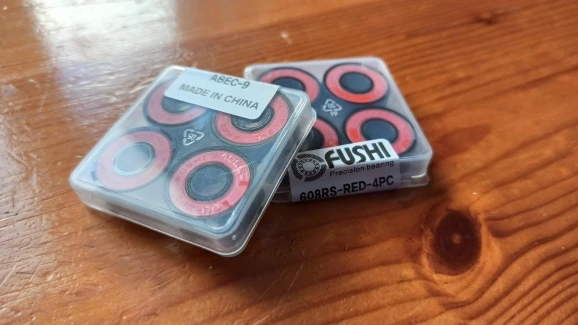 ABEC-9
MADE IN CHINA
FUSHI
Precision bearing
608RS-RED-4PC